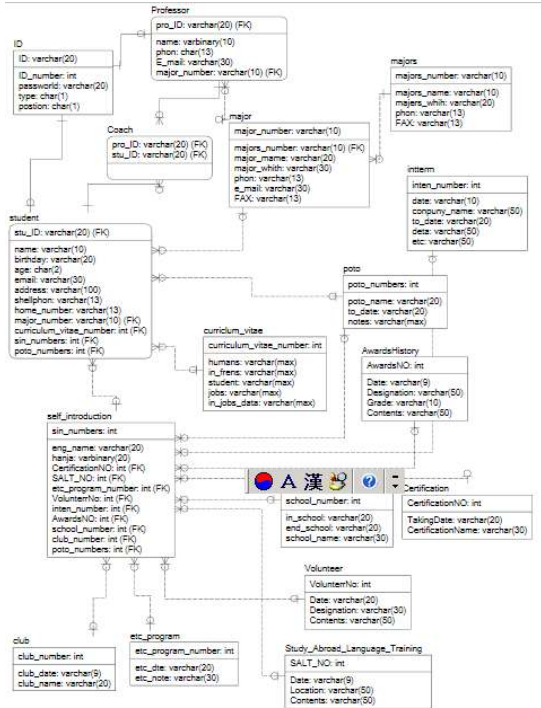 Professor
pro_ID: varchar(20) (FK)
name: varbinary(10)
phon: char(13)
E_mail: varchar(30)
major_number: varchar(10) (FK)
ID
ID: varchar(20)
ID_number: int
passworld: varchar(20)
type: char(1)
postion: char(1)
majors
majors_number: varchar(10)
majors_name: varchar(10)
majers_whih: varchar(20)
phon: varchar(13)
FAX: varchar(13)
Coach
pro_ID: varchar(20) (FK)
stu_ID: varchar(20) (FK)
major
major_number: varchar(10)
majors_number: varchar(10) (FK)
major_mame: varchar(20)
major_whith: varchar(30)
phon: varchar(13)
e_mail: varchar(30)
FAX: varchar(13)
intterm
inten_number: int
date: varchar(10)
conpuny_name: varchar(50)
to_date: varchar(20)
deta: varchar(50)
etc: varchar(50)
student
stu_ID: varchar(20) (FK)
name: varchar(10)
birthday: varchar(20)
age: char(2)
email: varchar(30)
address: varchar(100)
shellphon: varchar(13)
home_number: varchar(13)
major_number: varchar(10) (FK)
curiculum_vitae_number: int (FK)
sin_numbers: int (FK)
poto_numbers: int (FK)
poto
poto_numbers: int
poto_name: varchar(20)
to_date: varchar(20)
notes: varchar(max)
curriclum_vitae
curriculum_vitae_number: int
humans: varchar(max)
in_frens: varchar(max)
student: varchar(max)
jobs: varchar(max)
in_jobs_data: varchar(max)
AwardsHistory
AwardsNO: int
Date: varchar(9)
Designation: varchar(50)
Grade: varchar(10)
Contents: varchar(50)
self_introduction
sin_numbers: int
eng_name: varchar(20)
hanja: varbinary(20)
CertificationNO: int (FK)
SALT_NO: int (FK)
etc_program_number: int (FK)
VolunterrNo: int (FK)
inten_number: int (FK)
AwardsNO: int (FK)
school_number: int (FK)
club_number: int (FK)
poto_numbers: int (FK)
A 漢 ?
school_number: int
in_school: varchar(20)
end_school: varchar(20)
school_name: varchar(30)
Certification
CertificationNO: int
TakingDate: varchar(20)
CertificationName: varchar(30)
Volunteer
VolunterrNo: int
Date: varchar(20)
Designation: varchar(30)
Contents: varchar(50)
club
club_number: int
club_date: varchar(9)
club_name: varchar(20)
etc_program
etc_program_number: int
etc_dte: varchar(20)
etc_note: varchar(30)
Study_Abroad_Language_Training
SALT_NO: int
Date: varchar(9)
Location: varchar(50)
Contents: varchar(50)